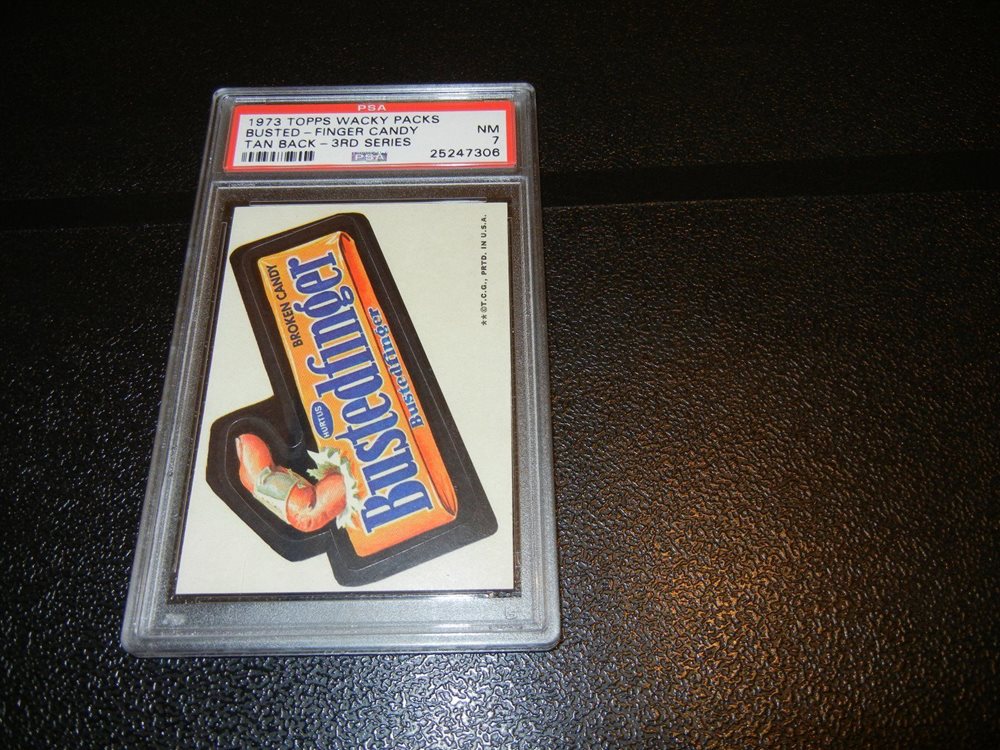 PSA
1973 TOPPS WACKY PACKS
BUSTED - FINGER CANDY NM
TAN BACK - 3RD SERIES 7
PSA 25247306
BROKEN CANDY
HURTUS
Bustedfinger
Bustedfinger
★★ ©T.C.G., PRTD. IN U.S.A.